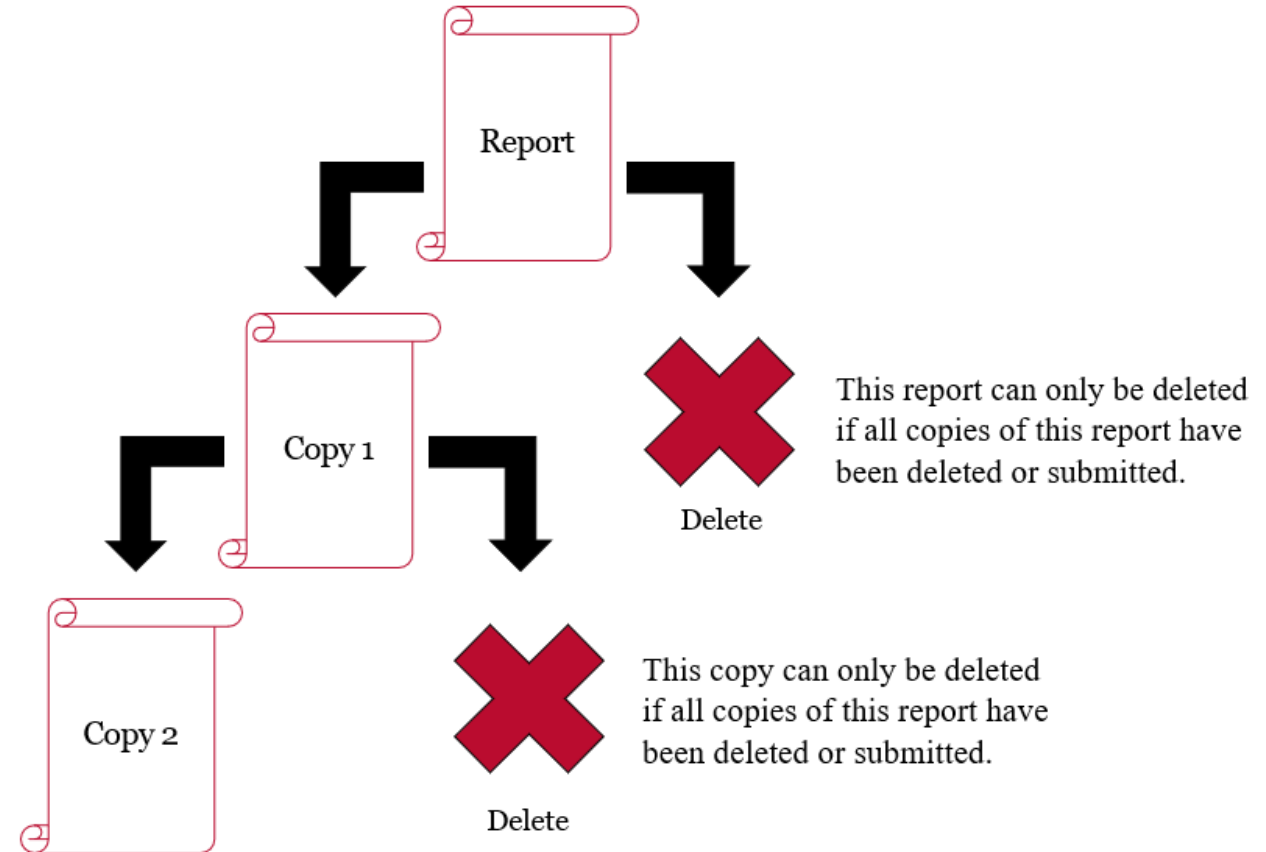 Report
Copy 1
This report can only be deleted
if all copies of this report have
been deleted or submitted.
Delete
Copy 2
This copy can only be deleted
if all copies of this report have
been deleted or submitted.
Delete